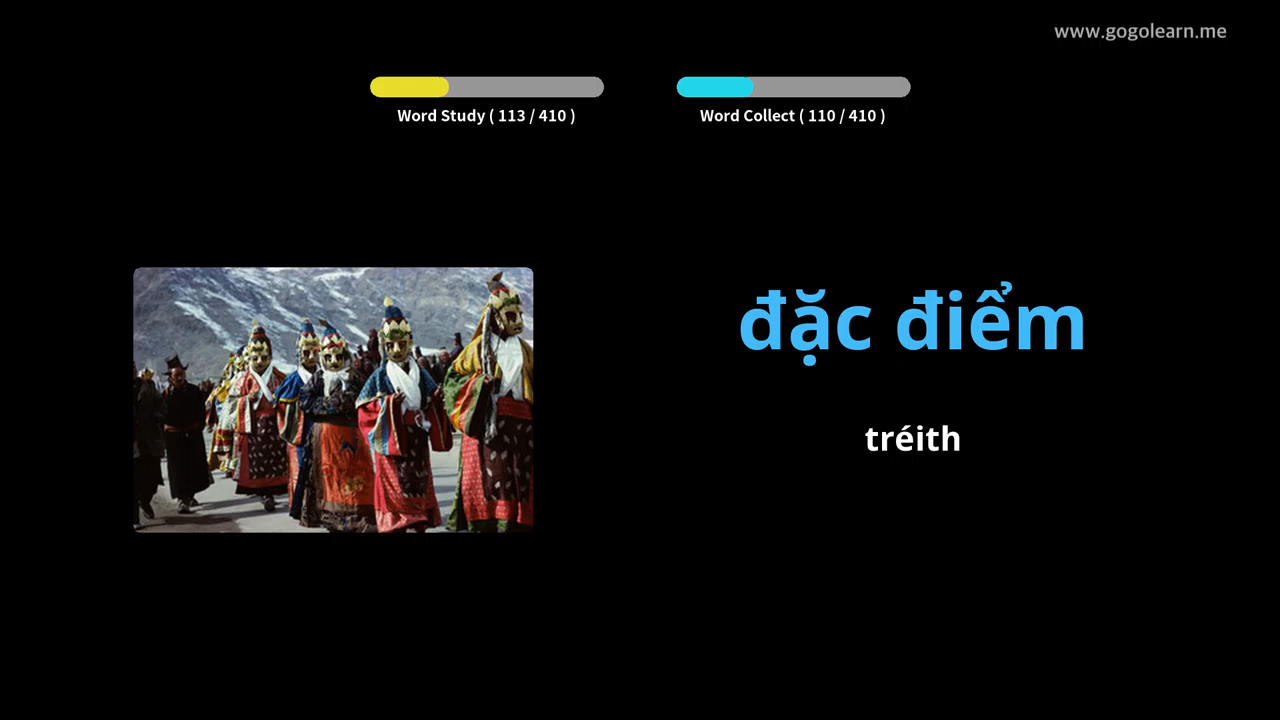 www.gogolearn.me
Word Study ( 113 / 410 )
Word Collect ( 110 / 410 )
đặc điểm
tréith